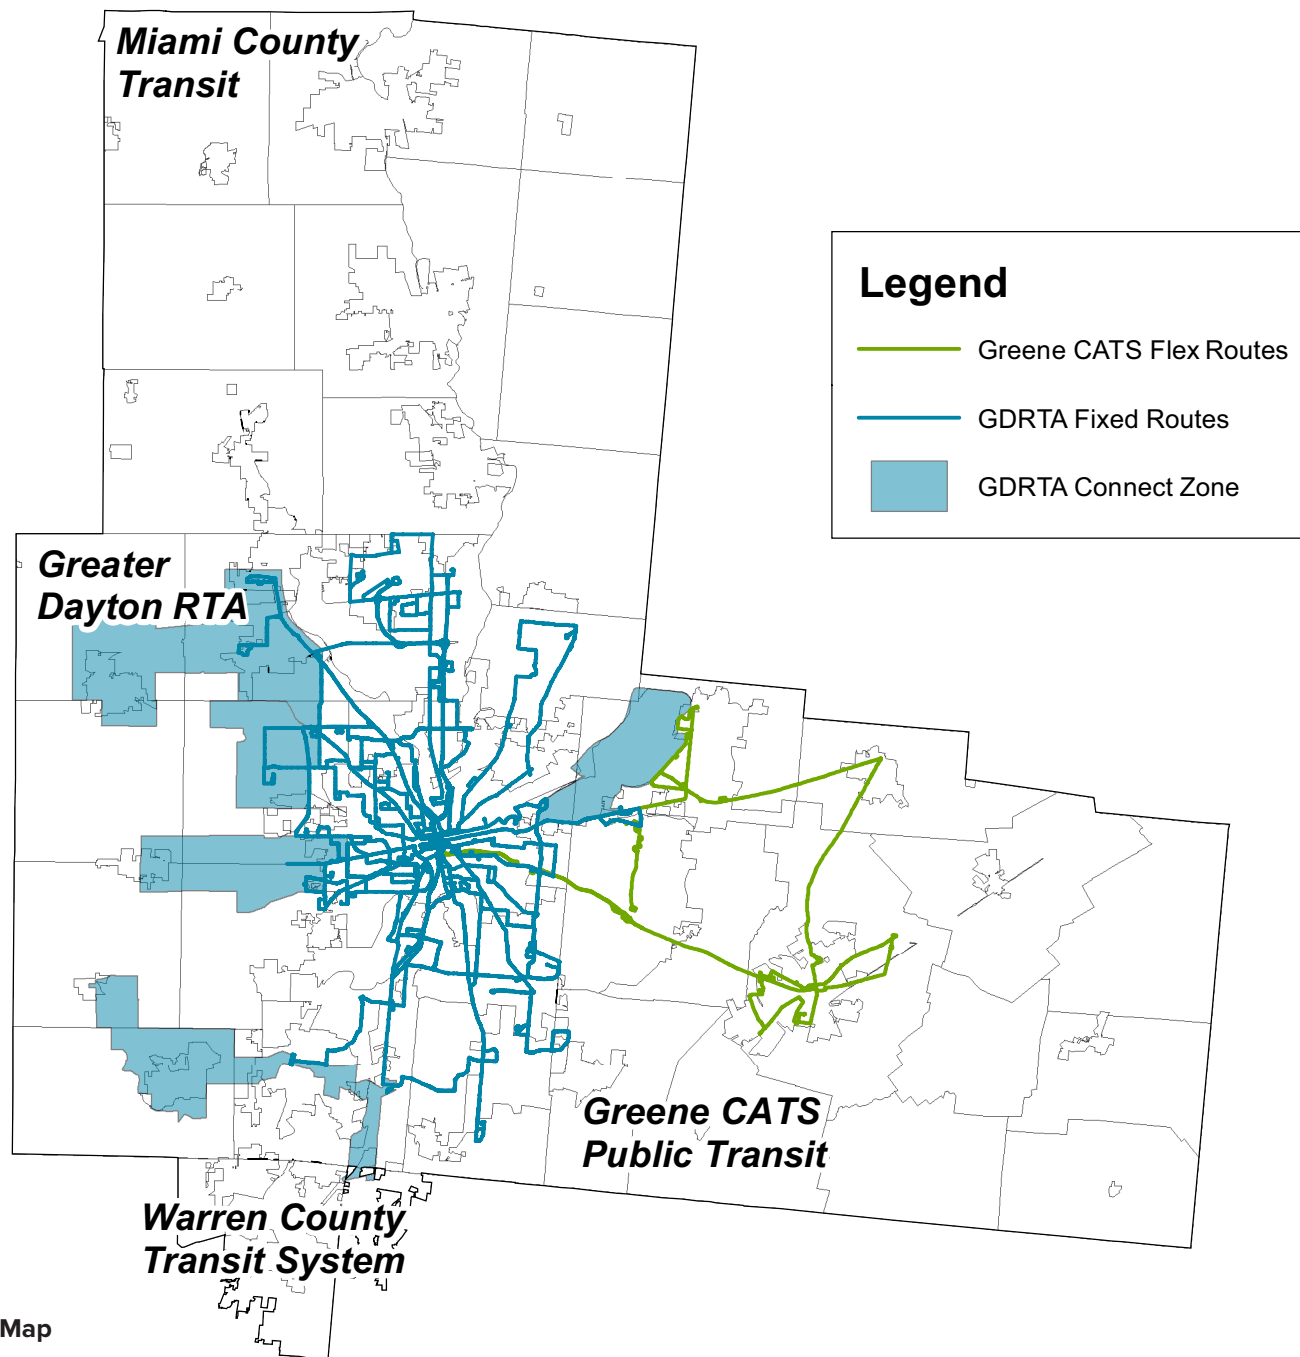 Miami County
Transit
Legend
Greene CATS Flex Routes
GDRTA Fixed Routes
GDRTA Connect Zone
Greater
Dayton RTA
Greene CATS
Public Transit
Warren County
Transit System
Map